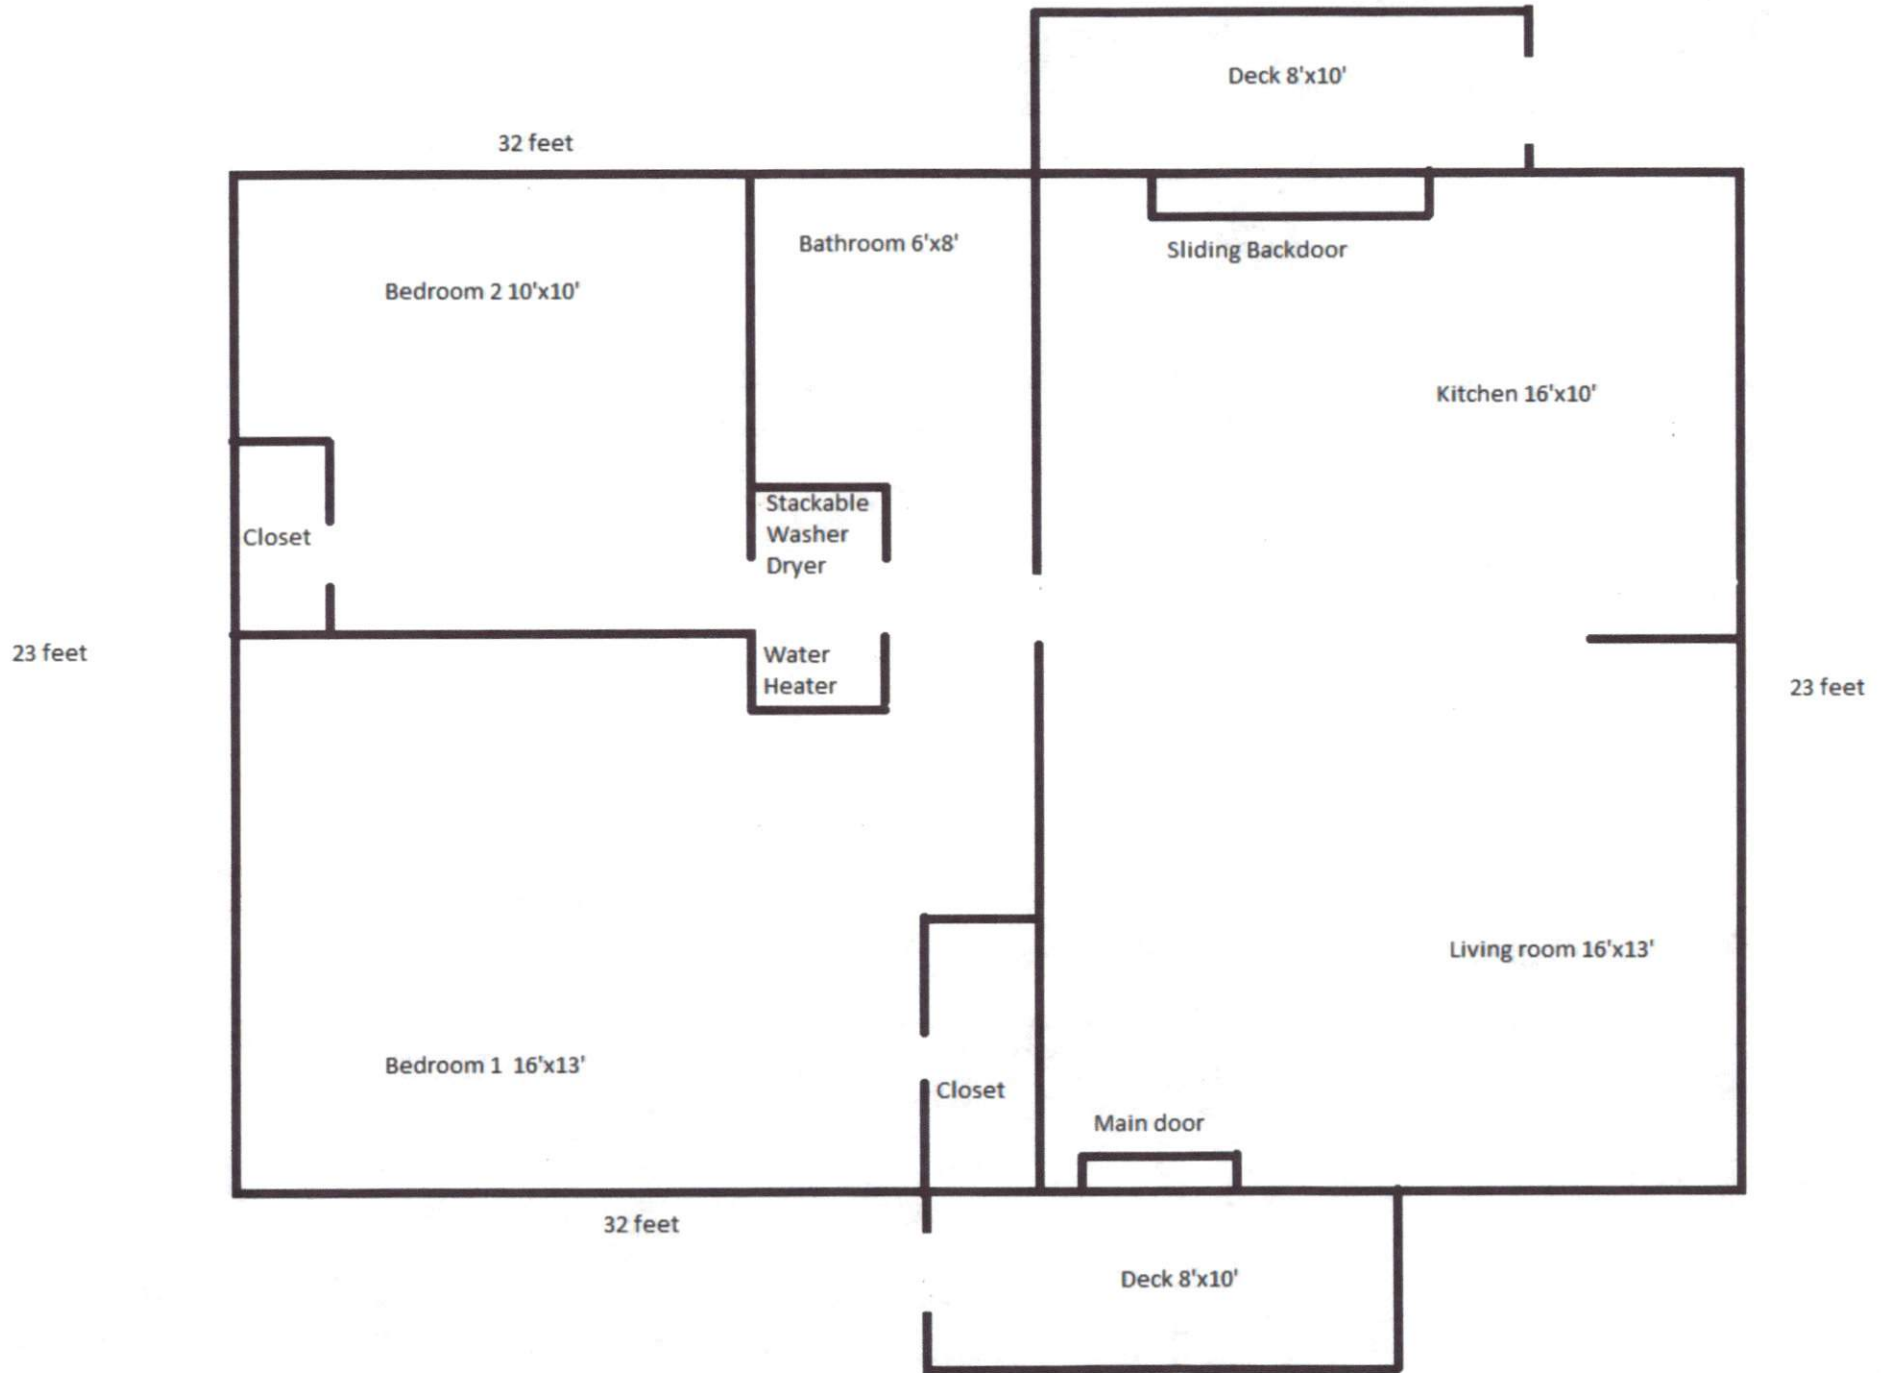 Deck 8'x10'
32 feet
Bathroom 6'x8'
Sliding Backdoor
Bedroom 2 10'x10'
Kitchen 16'x10'
Stackable
Washer
Dryer
Closet
23 feet
Water
Heater
23 feet
Living room 16'x13'
Bedroom 1  16'x13'
Closet
Main door
32 feet
Deck 8'x10'